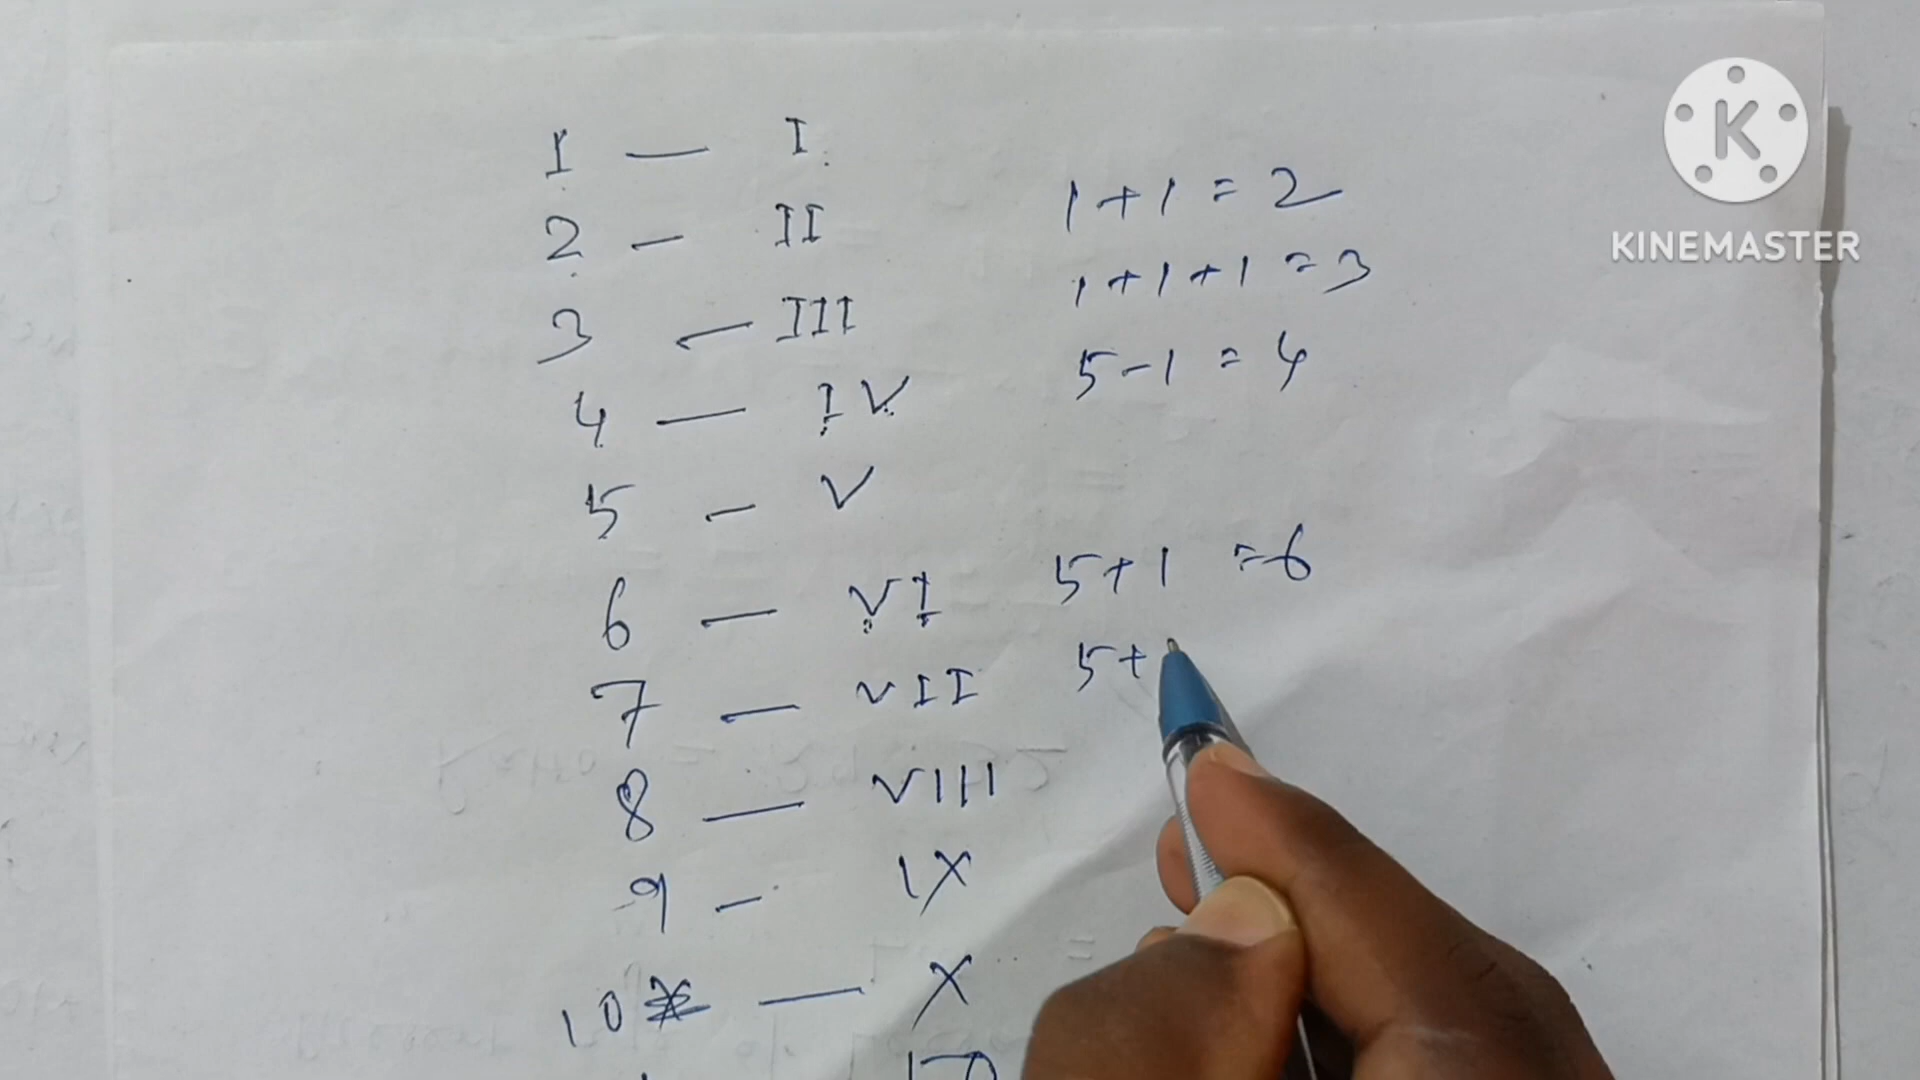 1 — I
2 — II
3 — III
4 — IV
5 — V
6 — VI
7 — VII
8 — VIII
9 — IX
10 — X
1+1=2
1+1+1=3
5-1=4
5+1=6
5+
K
KINEMASTER